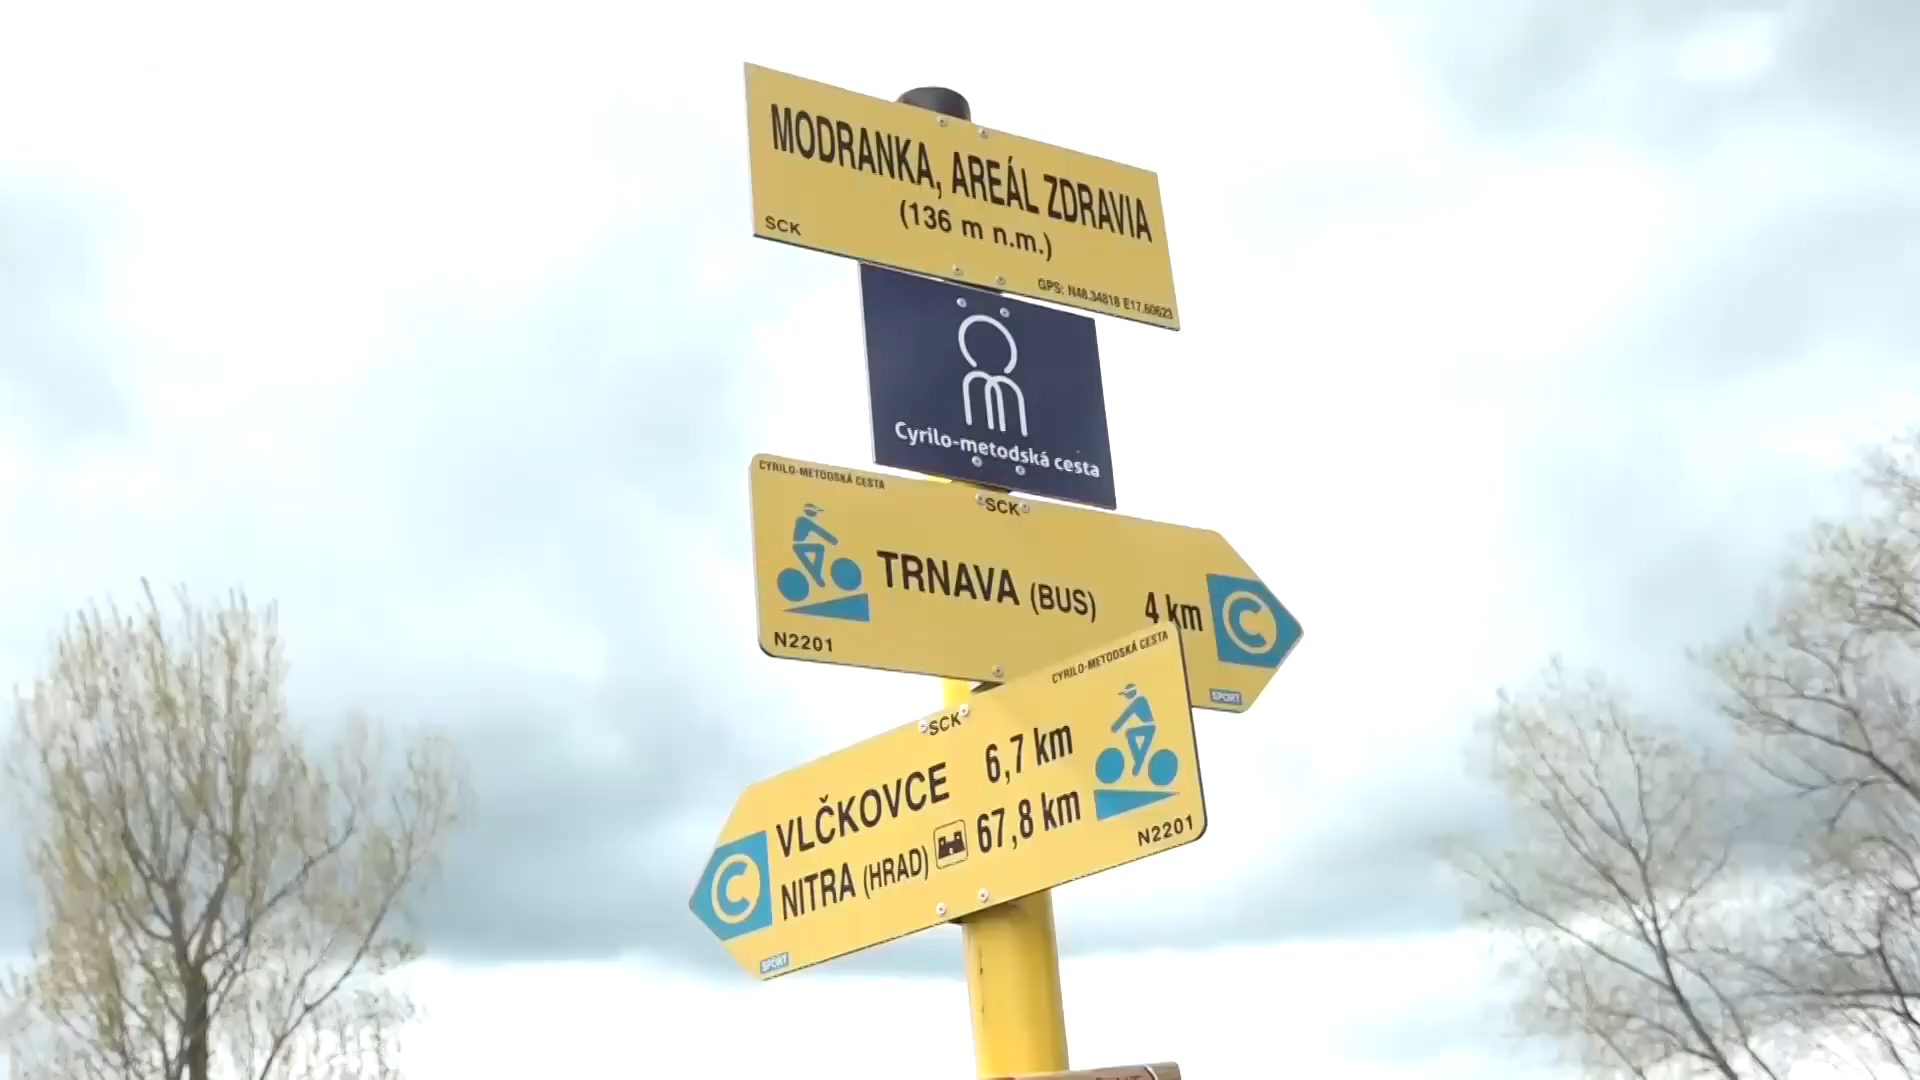 MODRANKA, AREÁL ZDRAVIA
(136 m n.m.)
SCK
GPS: N48.34818 E17.60623
Cyrilo-metodská cesta
CYRILO-METODSKÁ CESTA
SCK
TRNAVA (BUS) 4 km
C
N2201
SPORT
CYRILO-METODSKÁ CESTA
SCK
VLČKOVCE 6,7 km
NITRA (HRAD) 67,8 km
C
N2201
SPORT